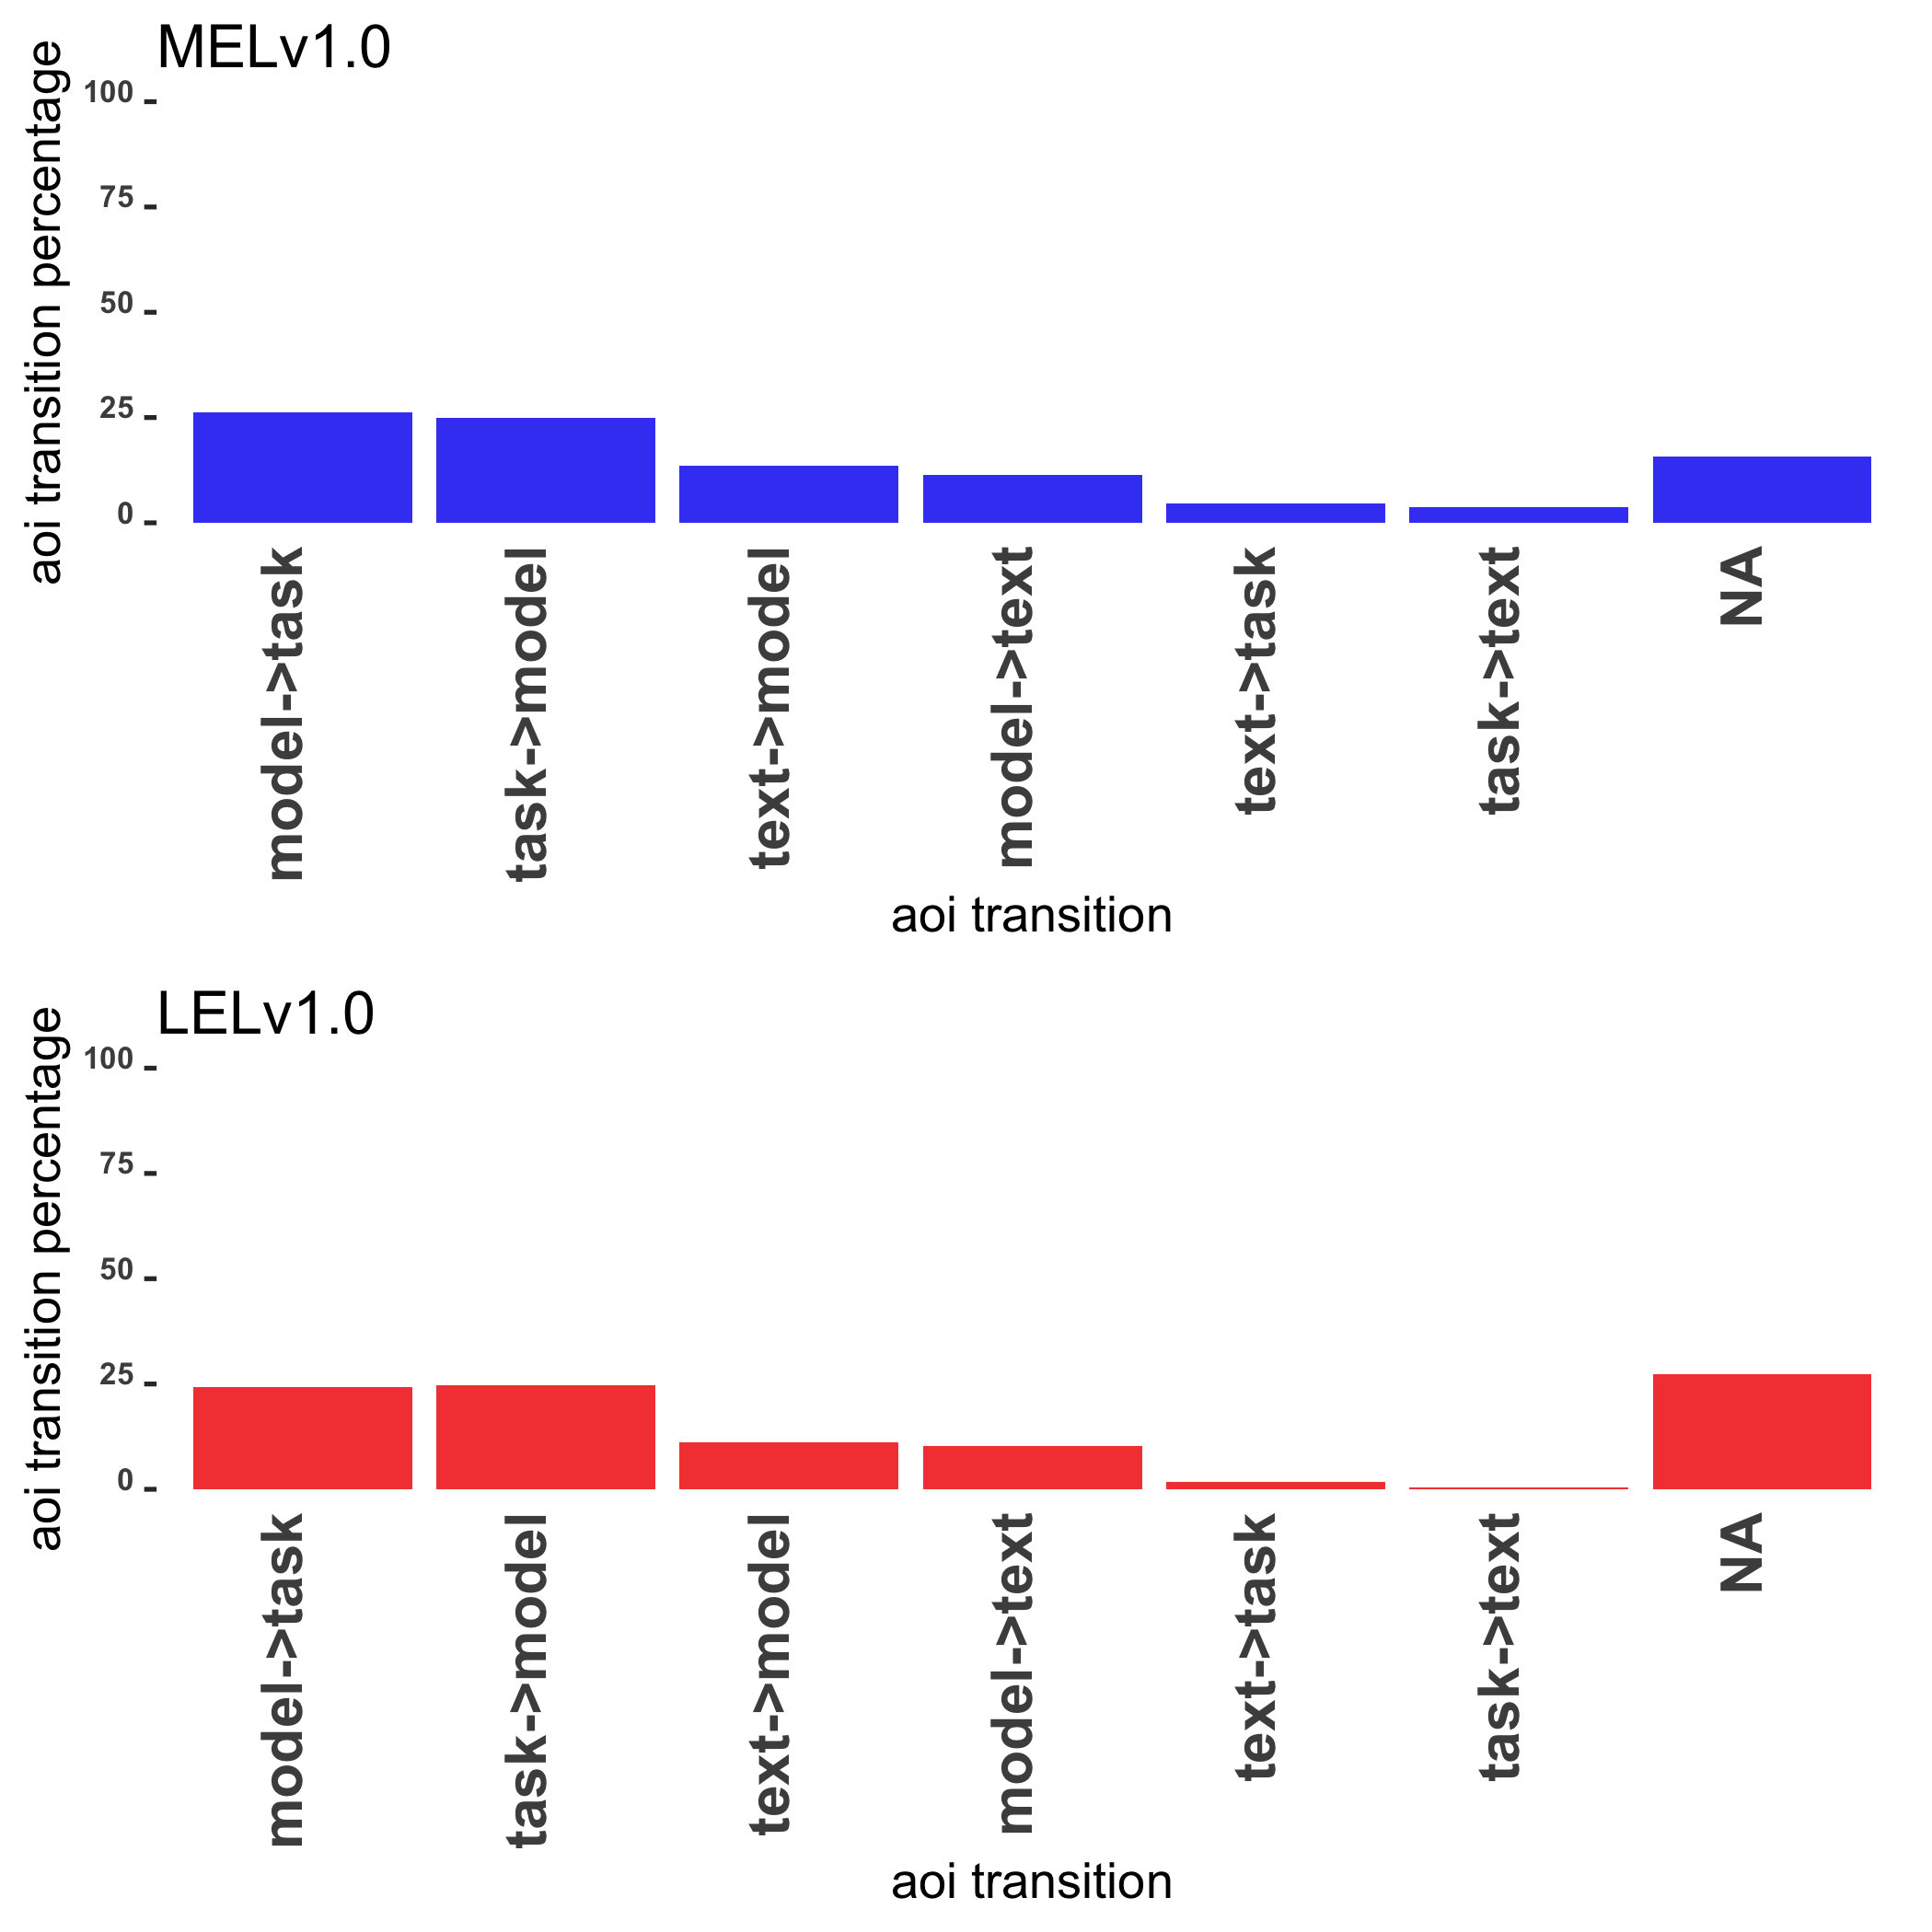 MELv1.0
aoi transition percentage
100
75
50
25
0
model->task
task->model
text->model
model->text
text->task
task->text
NA
aoi transition
LELv1.0
aoi transition percentage
100
75
50
25
0
model->task
task->model
text->model
model->text
text->task
task->text
NA
aoi transition